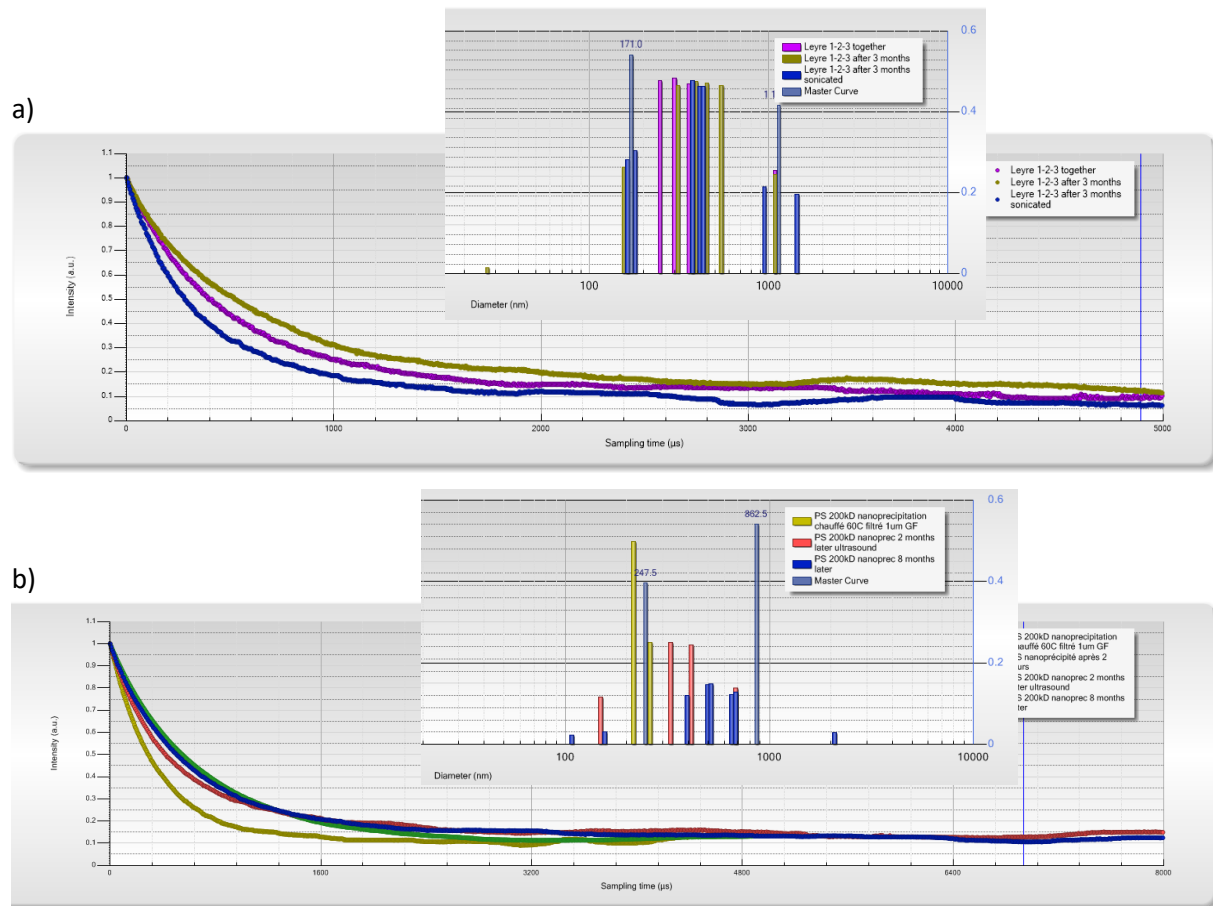 a)
0.6
0.4
0.2
0
171.0
1 1
Leyre 1-2-3 together
Leyre 1-2-3 after 3 months
Leyre 1-2-3 after 3 months
sonicated
Master Curve
100
1000
10000
Diameter (nm)
1.1
1
0.9
0.8
0.7
0.6
0.5
0.4
0.3
0.2
0.1
0
Intensity (a.u.)
Leyre 1-2-3 together
Leyre 1-2-3 after 3 months
Leyre 1-2-3 after 3 months
sonicated
0
1000
2000
3000
4000
5000
Sampling time (µs)
b)
0.6
0.4
0.2
0
247.5
862.5
PS 200kD nanoprecipitation
chauffé 60C filtré 1um GF
PS 200kD nanoprec 2 months
later ultrasound
PS 200kD nanoprec 8 months
later
Master Curve
100
1000
10000
Diameter (nm)
1.1
1
0.9
0.8
0.7
0.6
0.5
0.4
0.3
0.2
0.1
0
Intensity (a.u.)
S 200kD nanoprecipitation
hauffé 60C filtré 1um GF
S nanoprécipité après 2
urs
S 200kD nanoprec 2 months
ter ultrasound
S 200kD nanoprec 8 months
ter
0
1600
3200
4800
6400
8000
Sampling time (µs)